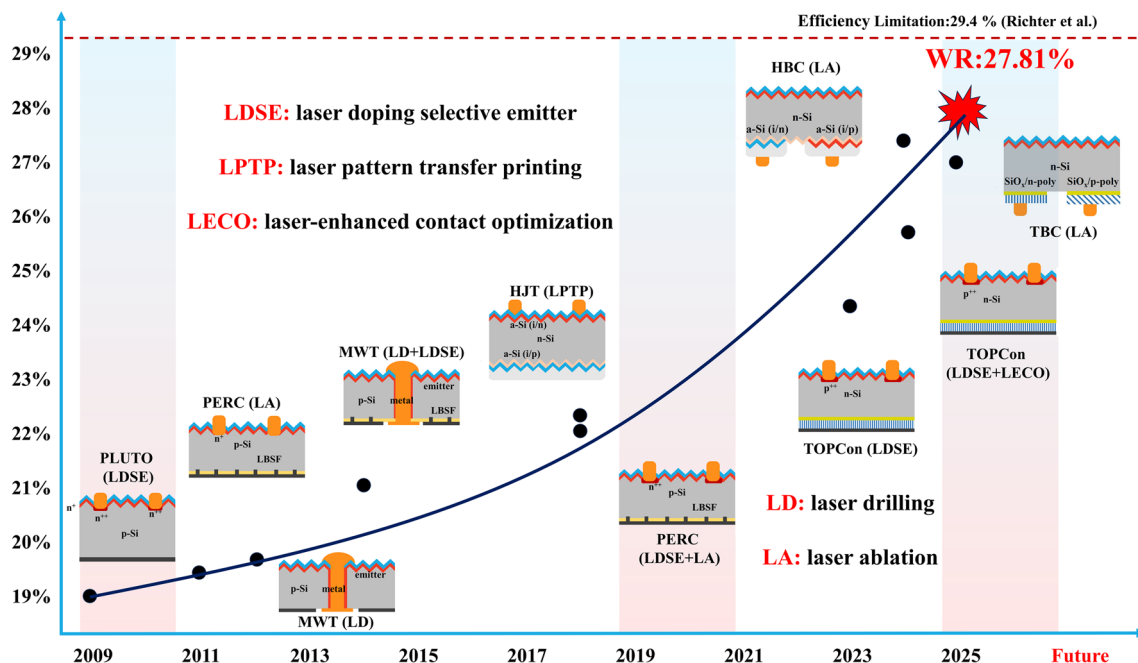 Efficiency Limitation:29.4 % (Richter et al.)
29%
WR:27.81%
HBC (LA)
n-Si
a-Si (i/n)
a-Si (i/p)
LDSE: laser doping selective emitter
28%
LPTP: laser pattern transfer printing
27%
n-Si
SiOx/n-poly
SiOx/p-poly
TBC (LA)
LECO: laser-enhanced contact optimization
26%
25%
HJT (LPTP)
a-Si (i/n)
n-Si
a-Si (i/p)
p++
n-Si
TOPCon
(LDSE+LECO)
24%
MWT (LD+LDSE)
emitter
p-Si
metal
LBSF
23%
PERC (LA)
n+
p-Si
LBSF
p++
n-Si
TOPCon (LDSE)
22%
PLUTO
(LDSE)
n+
n++
n++
p-Si
21%
n++
p-Si
LBSF
PERC
(LDSE+LA)
LD: laser drilling
20%
LA: laser ablation
emitter
p-Si
metal
MWT (LD)
19%
2009
2011
2013
2015
2017
2019
2021
2023
2025
Future